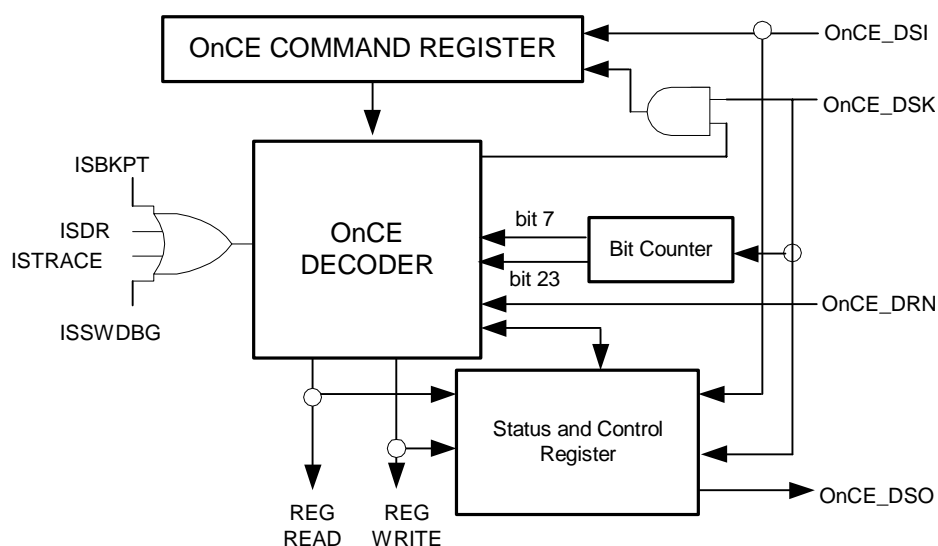 OnCE COMMAND REGISTER
OnCE_DSI
OnCE_DSK
ISBKPT
ISDR
ISTRACE
ISSWDBG
OnCE
DECODER
bit 7
bit 23
Bit Counter
OnCE_DRN
Status and Control
Register
OnCE_DSO
REG
READ
REG
WRITE